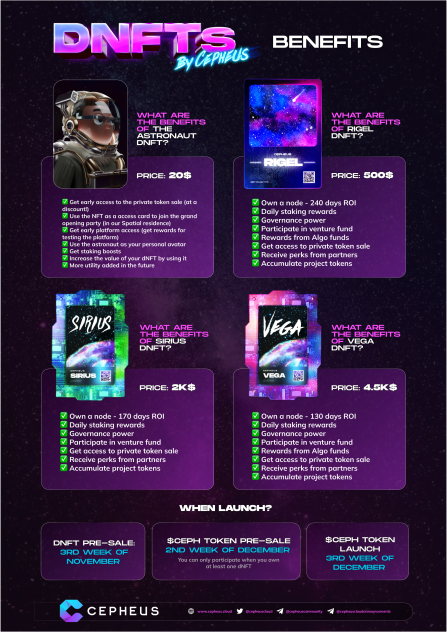 DNFTS
BY CEPHEUS
BENEFITS
WHAT ARE
THE BENEFITS
OF THE
ASTRONAUT
DNFT?
PRICE: 20$
Get early access to the private token sale (at a
discount!)
Use the NFT as a access card to join the grand
opening party (in our Spatial residence)
Get early platform access (get rewards for
testing the platform)
Use the astronaut as your personal avatar
Get staking boosts
Increase the value of your dNFT by using it
More utility added in the future
CEPHEUS
RIGEL
WHAT ARE
THE BENEFITS
OF RIGEL
DNFT?
PRICE: 500$
Own a node - 240 days ROI
Daily staking rewards
Governance power
Participate in venture fund
Rewards from Algo funds
Get access to private token sale
Receive perks from partners
Accumulate project tokens
SIRIUS
CEPHEUS
SIRIUS
WHAT ARE
THE BENEFITS
OF SIRIUS
DNFT?
PRICE: 2K$
Own a node - 170 days ROI
Daily staking rewards
Governance power
Participate in venture fund
Get access to private token sale
Receive perks from partners
Accumulate project tokens
VEGA
CEPHEUS
VEGA
WHAT ARE
THE BENEFITS
OF VEGA
DNFT?
PRICE: 4.5K$
Own a node - 130 days ROI
Daily staking rewards
Governance power
Participate in venture fund
Rewards from Algo funds
Get access to private token sale
Receive perks from partners
Accumulate project tokens
WHEN LAUNCH?
DNFT PRE-SALE:
3RD WEEK OF
NOVEMBER
$CEPH TOKEN PRE-SALE
2ND WEEK OF DECEMBER
You can only participate when you own
at least one dNFT
$CEPH TOKEN
LAUNCH
3RD WEEK OF
DECEMBER
CEPHEUS
www.cepheus.cloud
@cepheuscloud
@cepheuscommunity